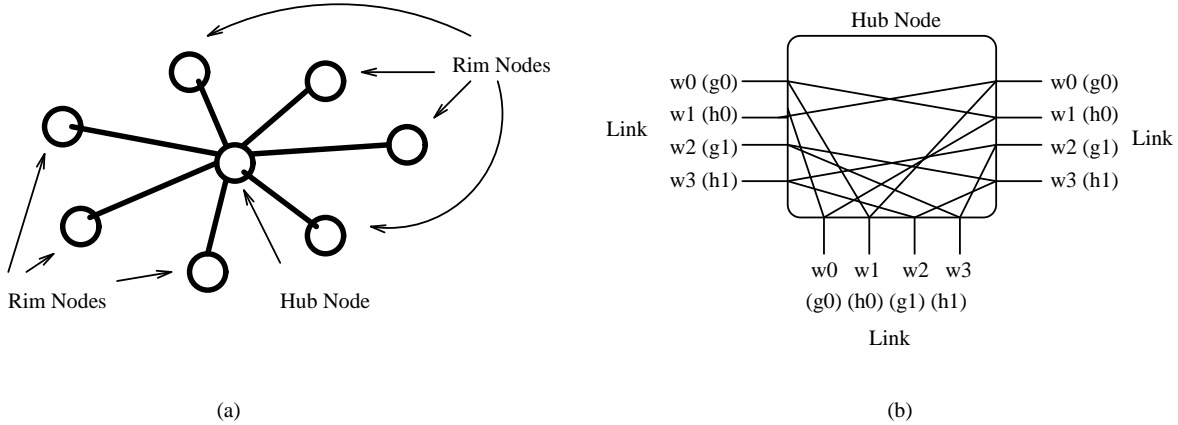 Rim Nodes
Rim Nodes
Hub Node
(a)
Hub Node
w0 (g0)
w1 (h0)
w2 (g1)
w3 (h1)
Link
w0 (g0)
w1 (h0)
w2 (g1)
w3 (h1)
Link
w0 w1 w2 w3
(g0) (h0) (g1) (h1)
Link
(b)